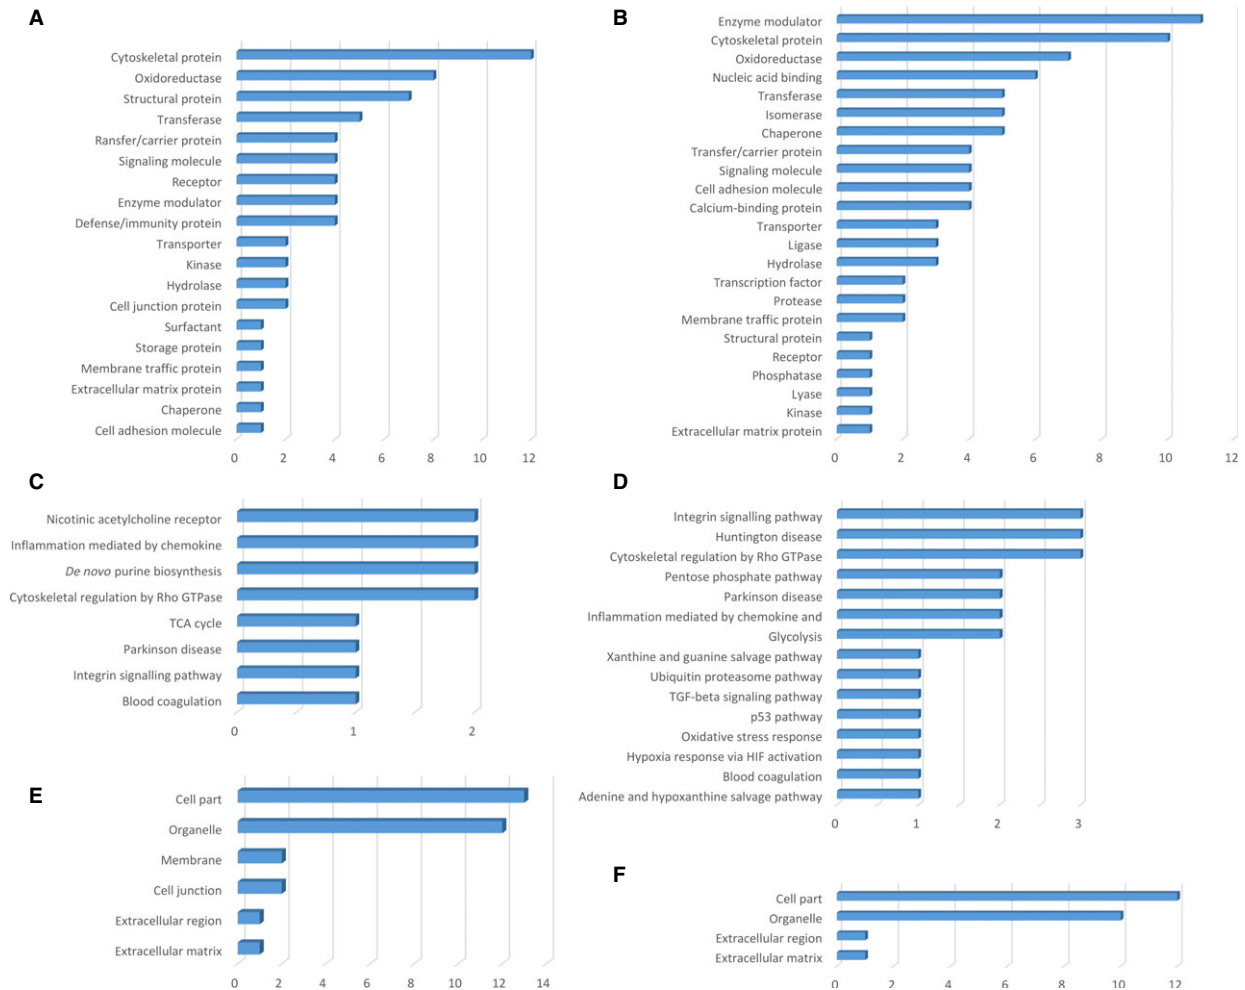 A
Cytoskeletal protein
Oxidoreductase
Structural protein
Transferase
Ransfer/carrier protein
Signaling molecule
Receptor
Enzyme modulator
Defense/immunity protein
Transporter
Kinase
Hydrolase
Cell junction protein
Surfactant
Storage protein
Membrane traffic protein
Extracellular matrix protein
Chaperone
Cell adhesion molecule
0 2 4 6 8 10 12
B
Enzyme modulator
Cytoskeletal protein
Oxidoreductase
Nucleic acid binding
Transferase
Isomerase
Chaperone
Transfer/carrier protein
Signaling molecule
Cell adhesion molecule
Calcium-binding protein
Transporter
Ligase
Hydrolase
Transcription factor
Protease
Membrane traffic protein
Structural protein
Receptor
Phosphatase
Lyase
Kinase
Extracellular matrix protein
0 2 4 6 8 10 12
C
Nicotinic acetylcholine receptor
Inflammation mediated by chemokine
De novo purine biosynthesis
Cytoskeletal regulation by Rho GTPase
TCA cycle
Parkinson disease
Integrin signalling pathway
Blood coagulation
0 1 2
D
Integrin signalling pathway
Huntington disease
Cytoskeletal regulation by Rho GTPase
Pentose phosphate pathway
Parkinson disease
Inflammation mediated by chemokine and
Glycolysis
Xanthine and guanine salvage pathway
Ubiquitin proteasome pathway
TGF-beta signaling pathway
p53 pathway
Oxidative stress response
Hypoxia response via HIF activation
Blood coagulation
Adenine and hypoxanthine salvage pathway
0 1 2 3
E
Cell part
Organelle
Membrane
Cell junction
Extracellular region
Extracellular matrix
0 2 4 6 8 10 12 14
F
Cell part
Organelle
Extracellular region
Extracellular matrix
0 2 4 6 8 10 12